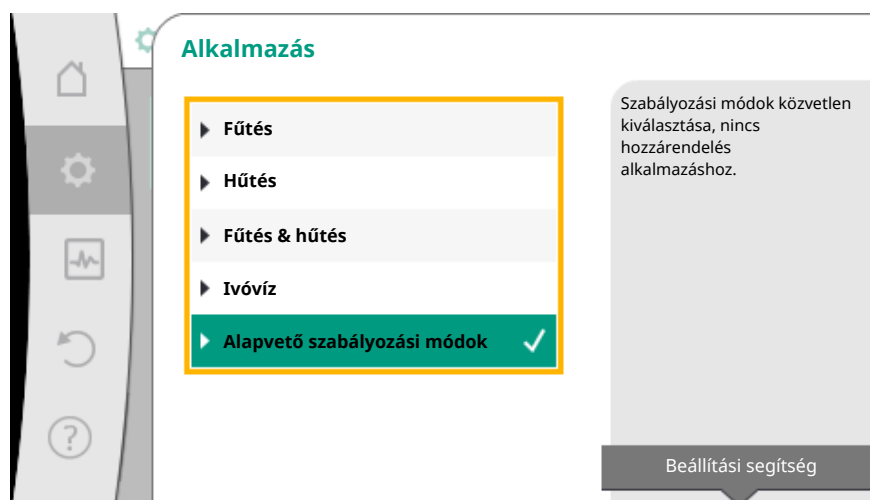 Alkalmazás
Fűtés
Hűtés
Fűtés & hűtés
Ivóvíz
Alapvető szabályozási módok
Szabályozási módok közvetlen
kiválasztása, nincs
hozzárendelés
alkalmazáshoz.
Beállítási segítség
?